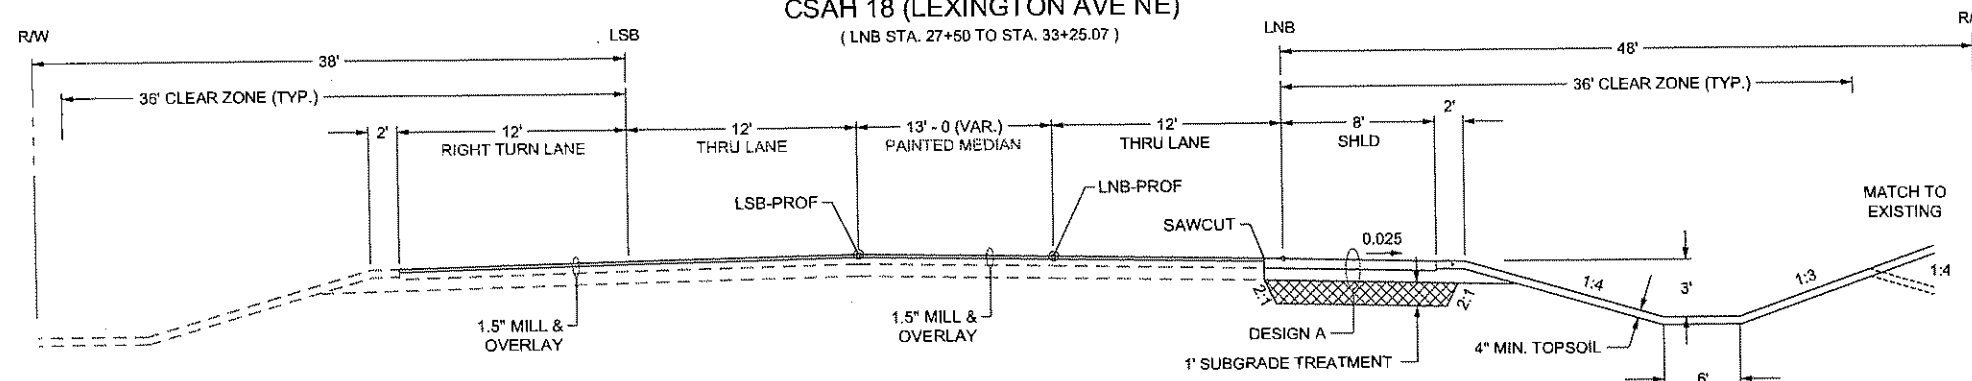 CSAH 18 (LEXINGTON AVE NE)
( LNB STA. 27+50 TO STA. 33+25.07 )
R/W
LSB
LNB
R/
38'
48'
36' CLEAR ZONE (TYP.)
36' CLEAR ZONE (TYP.)
2'
12'
RIGHT TURN LANE
12'
THRU LANE
13' - 0 (VAR.)
PAINTED MEDIAN
12'
THRU LANE
8'
SHLD
2'
LSB-PROF
LNB-PROF
SAWCUT
0.025
MATCH TO
EXISTING
1:4
3'
1:3
1:4
2:1
2:1
1.5" MILL &
OVERLAY
1.5" MILL &
OVERLAY
DESIGN A
1' SUBGRADE TREATMENT
4" MIN. TOPSOIL
6'